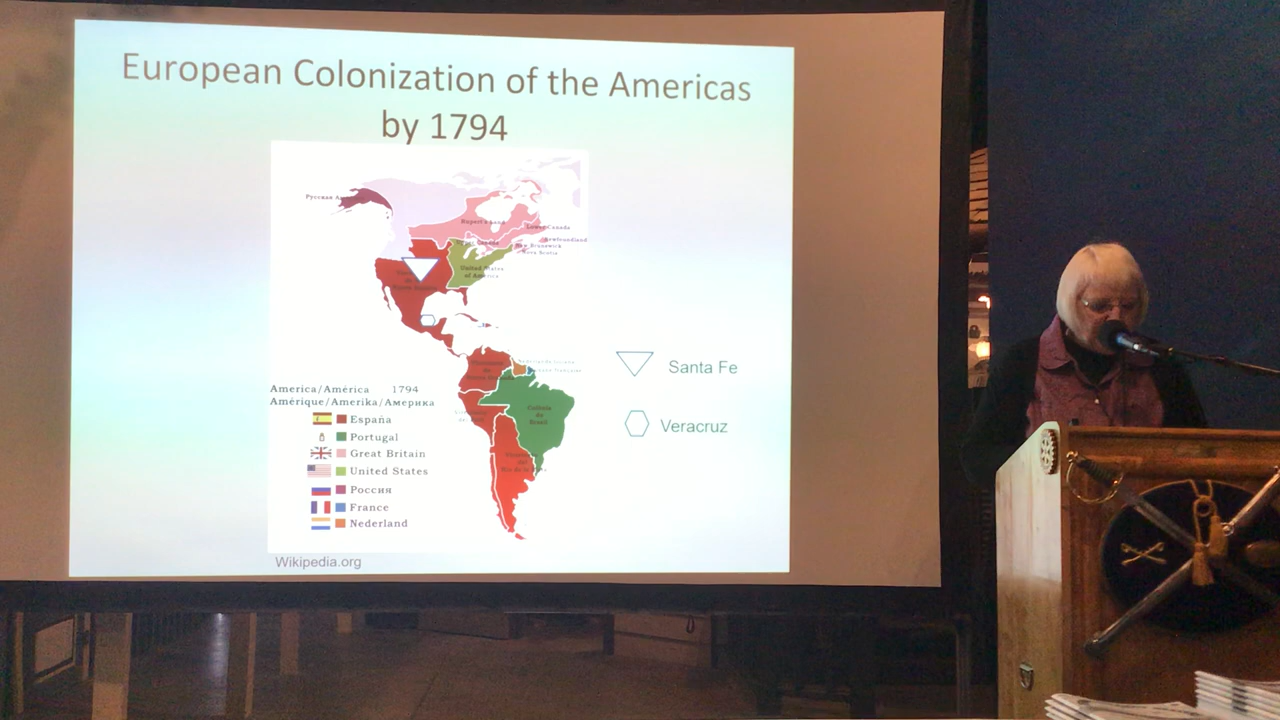 European Colonization of the Americas
by 1794
Русская
Rupert's Land
Lower Canada
Newfoundland
New Brunswick
Nova Scotia
United States
of America
Santa Fe
Veracruz
Colônia
do
Brasil
America/América 1794
Amérique/Amerika/Америка
España
Portugal
Great Britain
United States
Россия
France
Nederland
Wikipedia.org